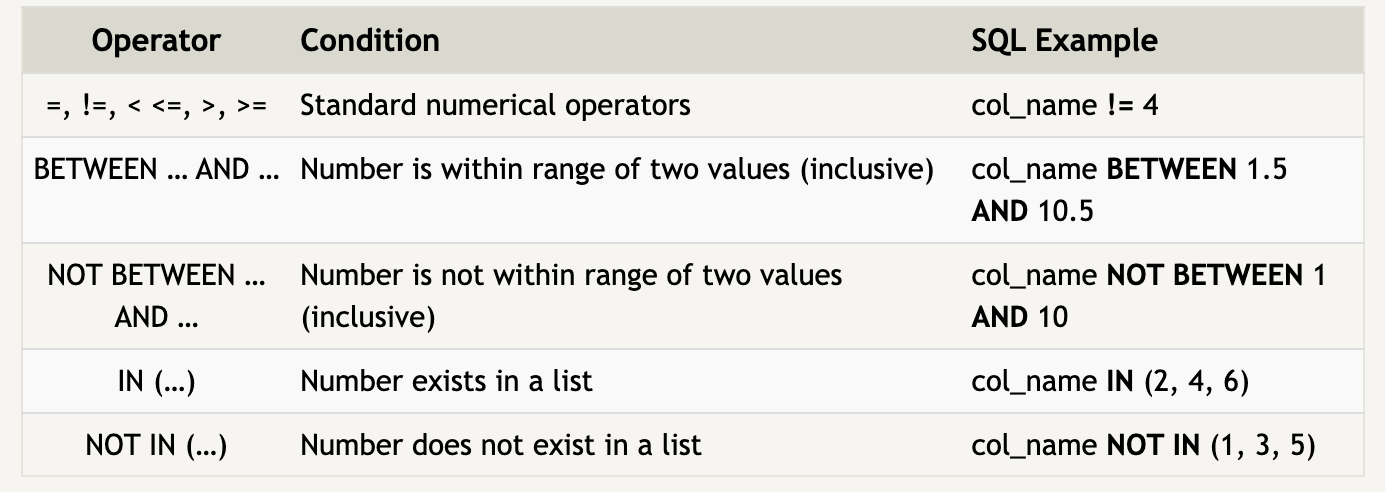 Operator Condition SQL Example
=, !=, < <=, >, >= Standard numerical operators col_name != 4
BETWEEN … AND … Number is within range of two values (inclusive) col_name BETWEEN 1.5
AND 10.5
NOT BETWEEN … Number is not within range of two values col_name NOT BETWEEN 1
AND … (inclusive) AND 10
IN (…) Number exists in a list col_name IN (2, 4, 6)
NOT IN (…) Number does not exist in a list col_name NOT IN (1, 3, 5)